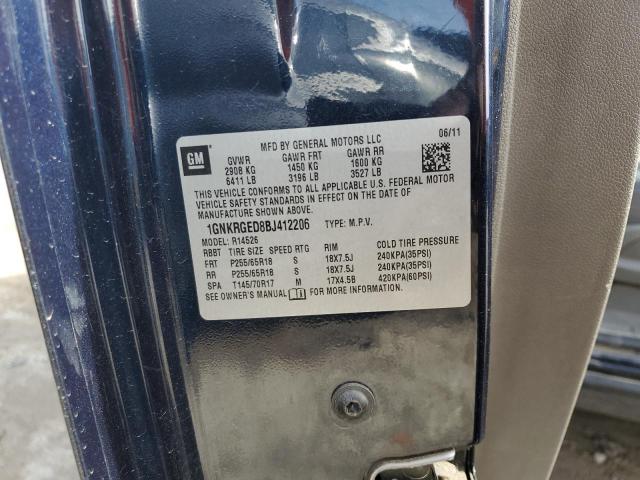 GM
MFD BY GENERAL MOTORS LLC 06/11
GVWR GAWR FRT GAWR RR
2908 KG 1450 KG 1600 KG
6411 LB 3196 LB 3527 LB
THIS VEHICLE CONFORMS TO ALL APPLICABLE U.S. FEDERAL MOTOR
VEHICLE SAFETY STANDARDS IN EFFECT ON THE DATE OF
MANUFACTURE SHOWN ABOVE.
1GNKRGED8BJ412206 TYPE: M.P.V.
MODEL: R14526
RBBT TIRE SIZE SPEED RTG RIM COLD TIRE PRESSURE
FRT P255/65R18 S 18X7.5J 240KPA(35PSI)
RR P255/65R18 S 18X7.5J 240KPA(35PSI)
SPA T145/70R17 M 17X4.5B 420KPA(60PSI)
SEE OWNER'S MANUAL FOR MORE INFORMATION.